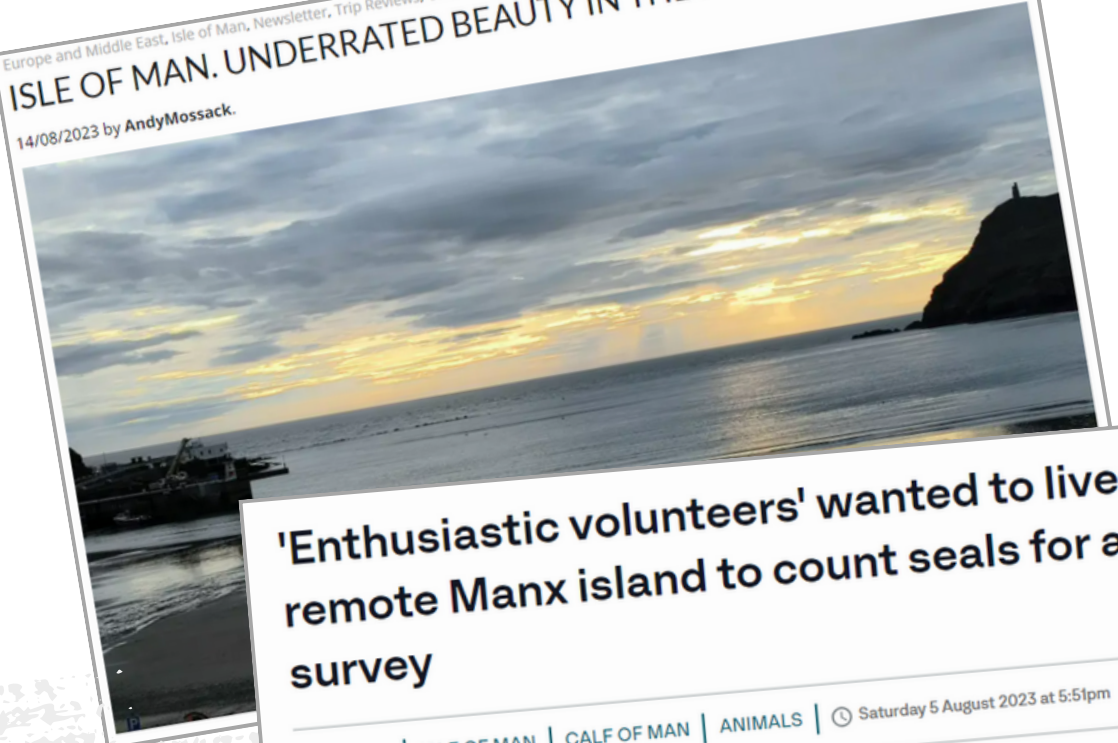 Europe and Middle East, Isle of Man, Newsletter, Trip Reviews,
ISLE OF MAN. UNDERRATED BEAUTY IN THE
14/08/2023 by AndyMossack.
'Enthusiastic volunteers' wanted to live
remote Manx island to count seals for a
survey
OF MAN | CALF OF MAN | ANIMALS | Saturday 5 August 2023 at 5:51pm